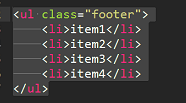 <ul class="footer">
    <li>item1</li>
    <li>item2</li>
    <li>item3</li>
    <li>item4</li>
</ul>